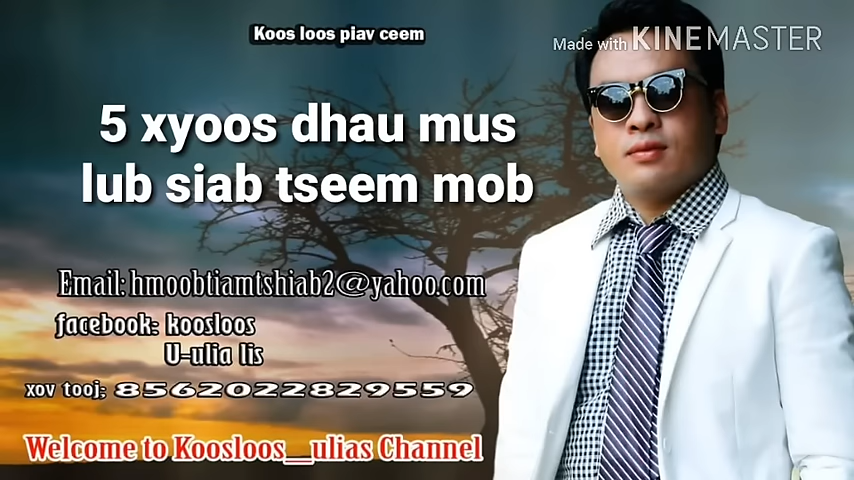 Koos loos piav ceem
Made with KINEMASTER
5 xyoos dhau mus
lub siab tseem mob
Email: hmoobtiamtshiab2@yahoo.com
facebook: koosloos
U-ulia lis
xov tooj; 8562022829559
Welcome to Koosloos__ulias Channel